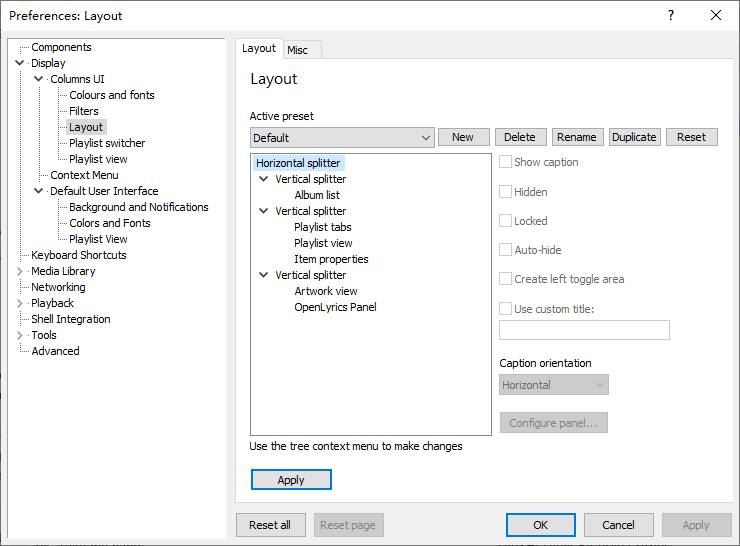 Preferences: Layout
?
Components
Display
Columns UI
Colours and fonts
Filters
Layout
Playlist switcher
Playlist view
Context Menu
Default User Interface
Background and Notifications
Colors and Fonts
Playlist View
Keyboard Shortcuts
Media Library
Networking
Playback
Shell Integration
Tools
Advanced
Layout Misc
Layout
Active preset
Default New Delete Rename Duplicate Reset
Horizontal splitter
Vertical splitter
Album list
Vertical splitter
Playlist tabs
Playlist view
Item properties
Vertical splitter
Artwork view
OpenLyrics Panel
Show caption
Hidden
Locked
Auto-hide
Create left toggle area
Use custom title:
Caption orientation
Horizontal
Configure panel...
Use the tree context menu to make changes
Apply
Reset all Reset page OK Cancel Apply